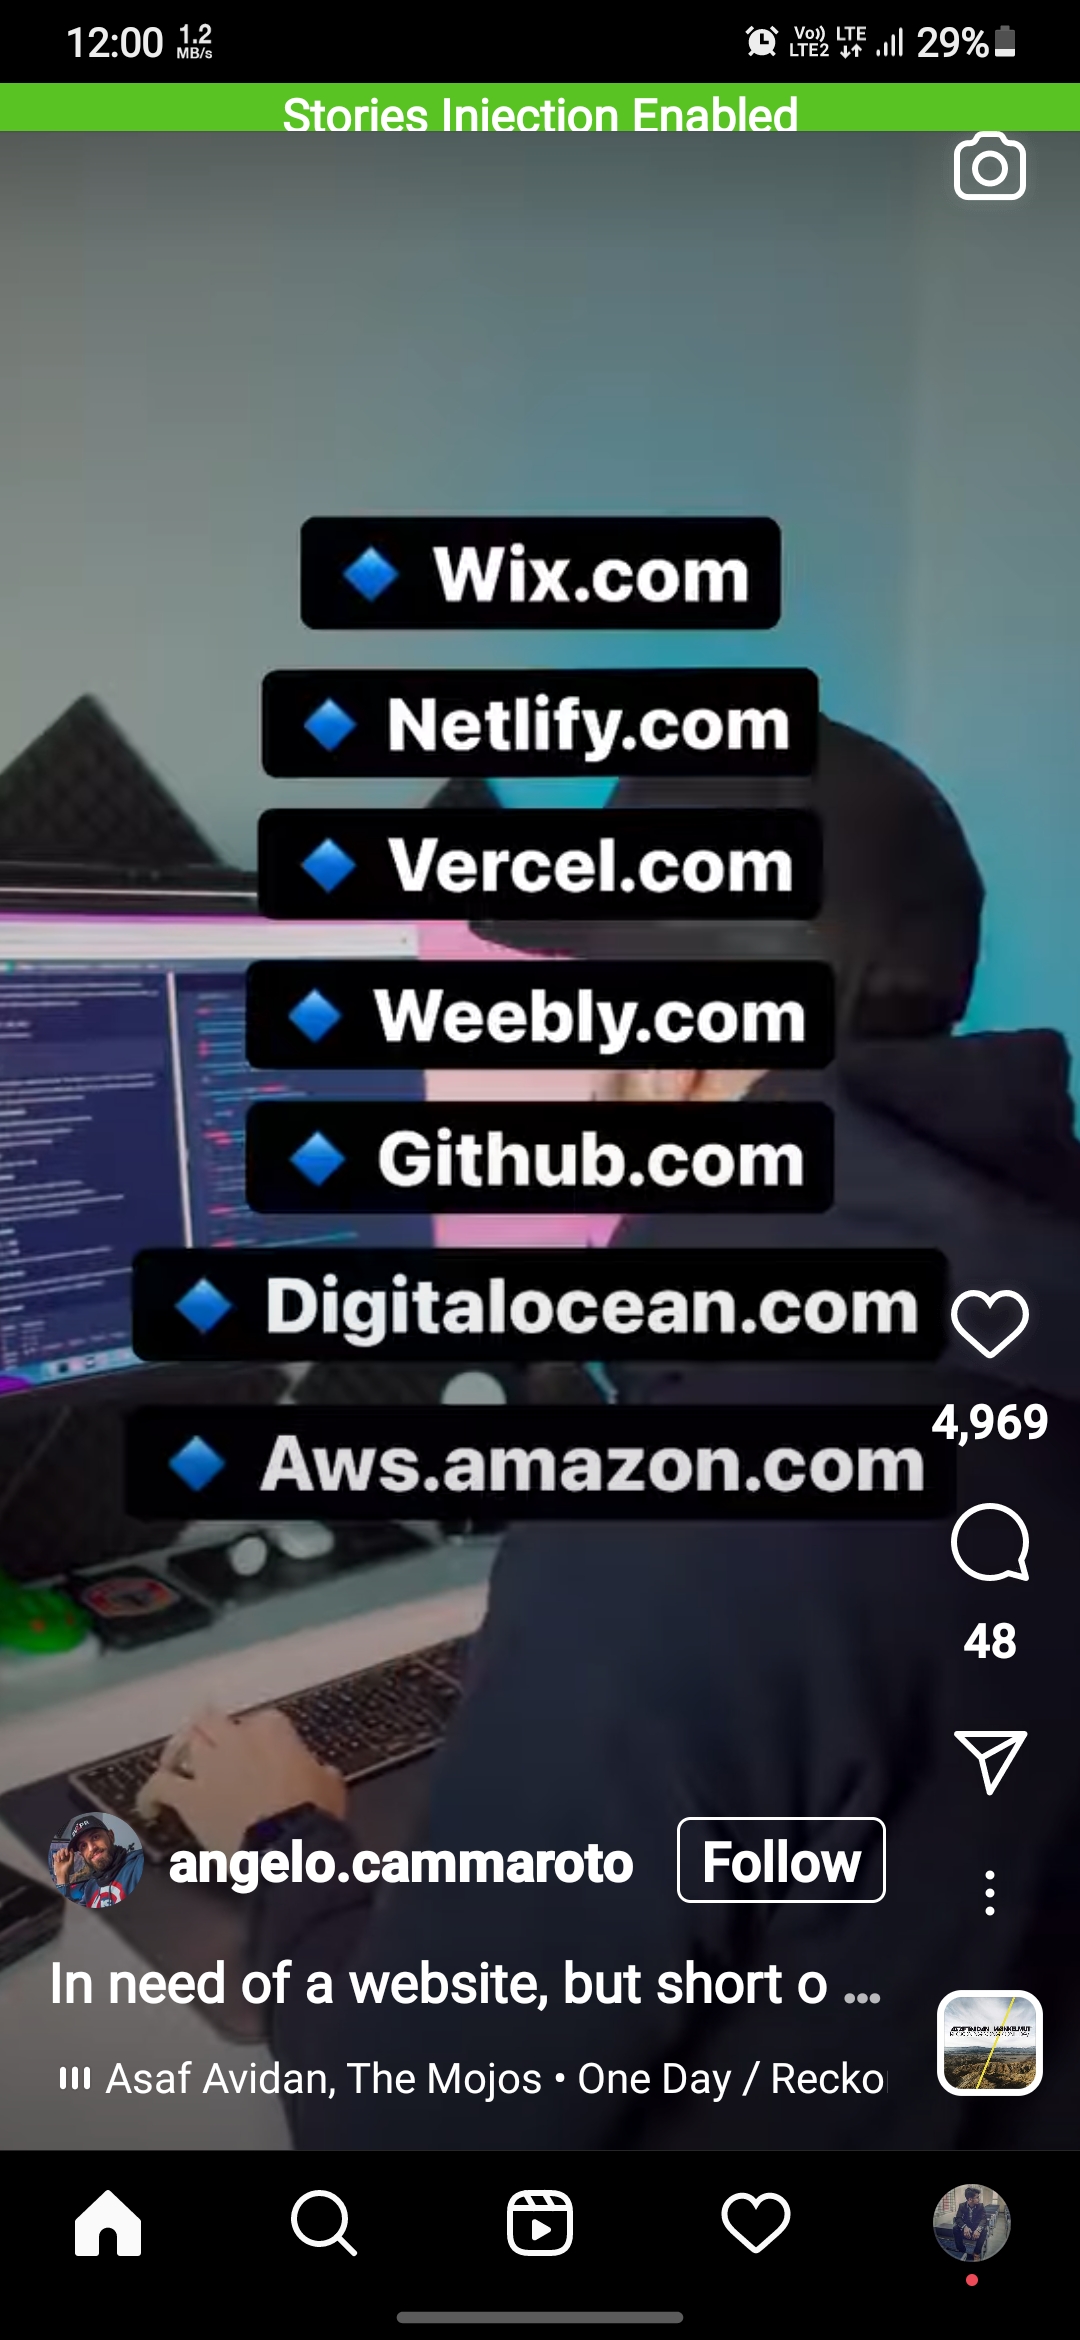 12:00 1.2 MB/s Vo)) LTE2 LTE 29%
Stories Injection Enabled
Wix.com
Netlify.com
Vercel.com
Weebly.com
Github.com
Digitalocean.com
Aws.amazon.com
4,969
48
angelo.cammaroto Follow
In need of a website, but short o ...
Asaf Avidan, The Mojos • One Day / Recko